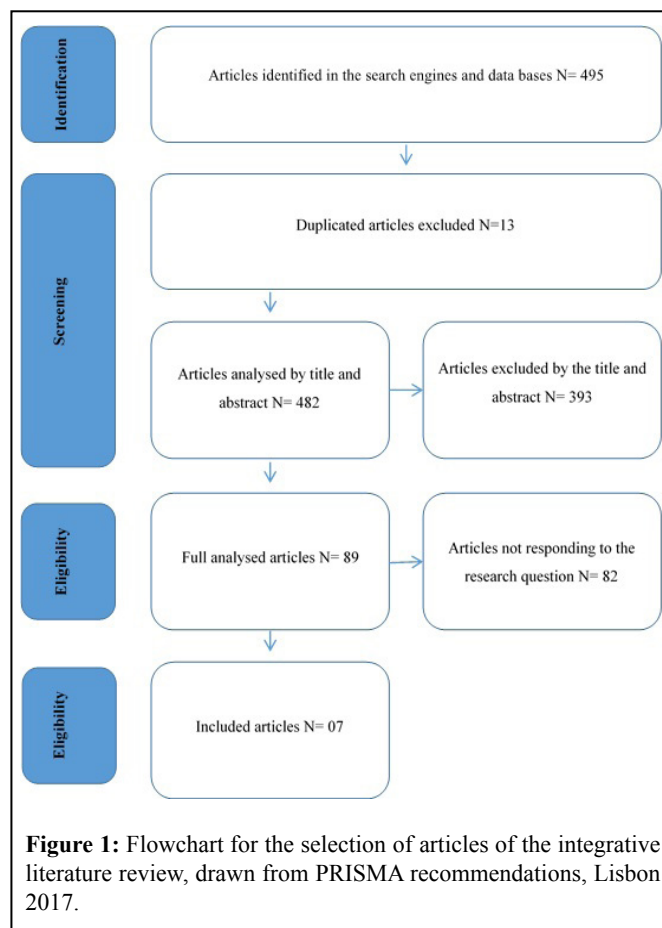 Identification
Articles identified in the search engines and data bases N= 495
Screening
Duplicated articles excluded N=13
Articles analysed by title and
abstract N= 482
Articles excluded by the title and
abstract N= 393
Eligibility
Full analysed articles N= 89
Articles not responding to the
research question N= 82
Eligibility
Included articles N= 07
Figure 1: Flowchart for the selection of articles of the integrative
literature review, drawn from PRISMA recommendations, Lisbon
2017.